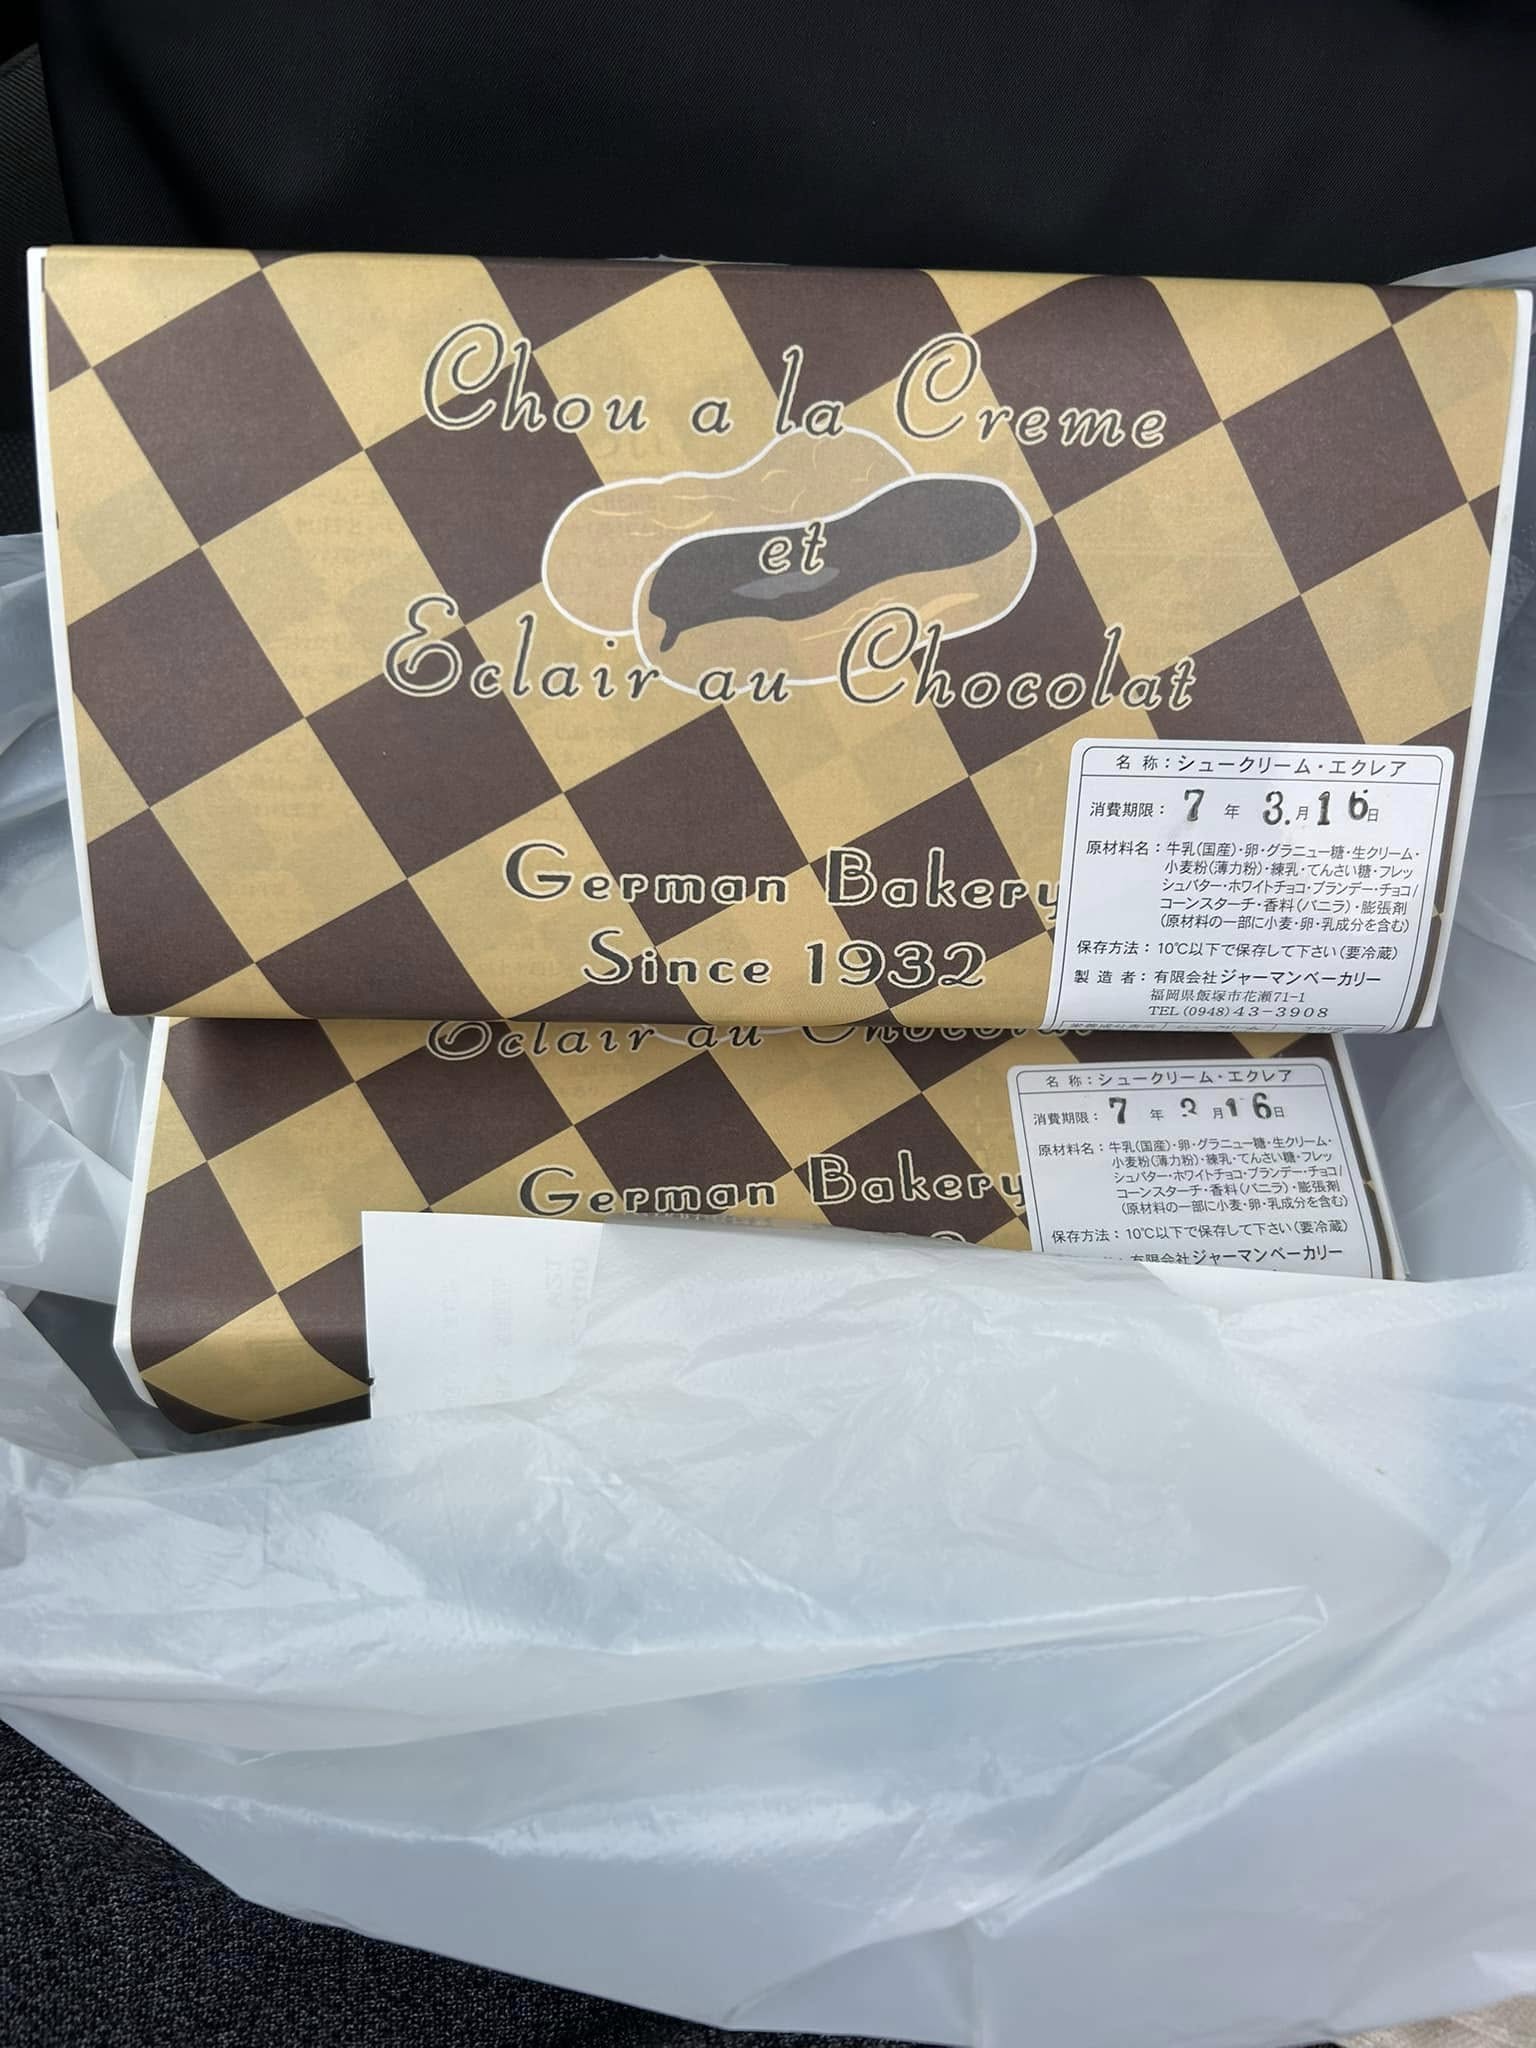 Chou a la Creme
et
Eclair au Chocolat
German Bakery
Since 1932
名 称：シュークリーム・エクレア
消費期限： 7 年 3.月 16日
原材料名：牛乳(国産)・卵・グラニュー糖・生クリーム・
小麦粉(薄力粉)・練乳・てんさい糖・フレッ
シュバター・ホワイトチョコ・ブランデー・チョコ/
コーンスターチ・香料(バニラ)・膨張剤
(原材料の一部に小麦・卵・乳成分を含む)
保存方法：10℃以下で保存して下さい(要冷蔵)
製 造 者：有限会社ジャーマンベーカリー
福岡県飯塚市花瀬71-1
TEL(0948)43-3908
Eclair au Chocolat
German Bakery
名 称：シュークリーム・エクレア
消費期限： 7 年 3 月 16日
原材料名：牛乳(国産)・卵・グラニュー糖・生クリーム・
小麦粉(薄力粉)・練乳・てんさい糖・フレッ
シュバター・ホワイトチョコ・ブランデー・チョコ/
コーンスターチ・香料(バニラ)・膨張剤
(原材料の一部に小麦・卵・乳成分を含む)
保存方法：10℃以下で保存して下さい(要冷蔵)
有限会社ジャーマンベーカリー